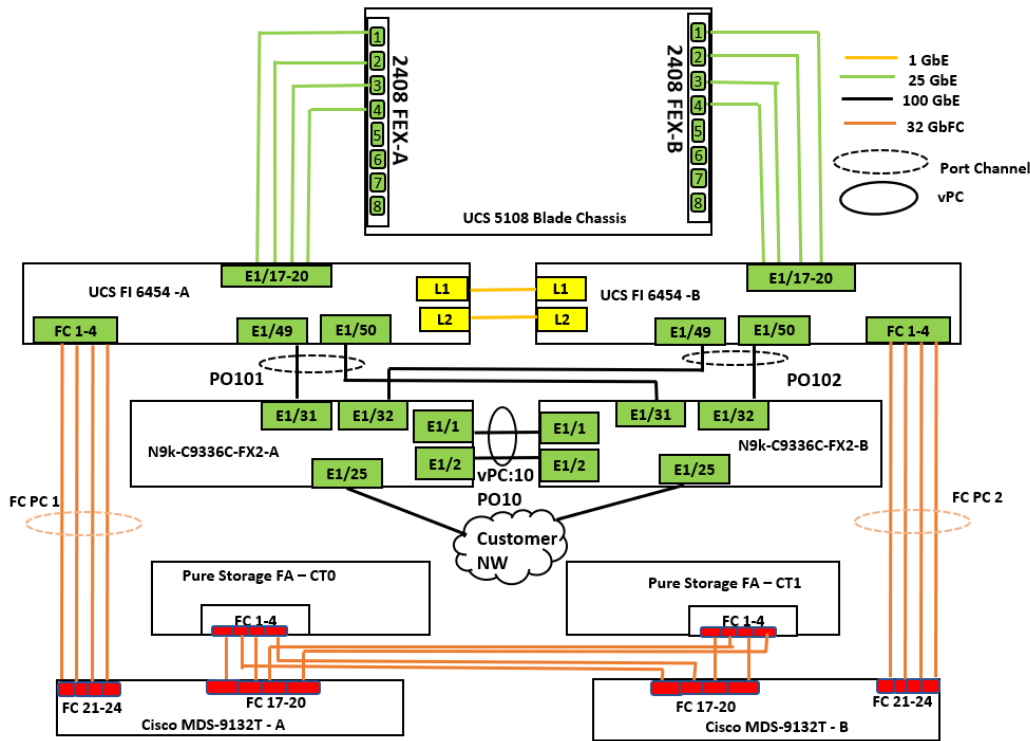 1
2
3
4
5
6
7
8
2408 FEX-A
1
2
3
4
5
6
7
8
2408 FEX-B
UCS 5108 Blade Chassis
1 GbE
25 GbE
100 GbE
32 GbFC
Port Channel
vPC
E1/17-20
UCS FI 6454 -A
L1
L2
FC 1-4
E1/49
E1/50
L1
L2
UCS FI 6454 -B
E1/17-20
E1/49
E1/50
FC 1-4
PO101
PO102
E1/31
E1/32
E1/1
E1/2
N9k-C9336C-FX2-A
E1/25
E1/1
E1/2
E1/31
E1/32
N9k-C9336C-FX2-B
E1/25
vPC:10
PO10
FC PC 1
FC PC 2
Customer
NW
Pure Storage FA – CT0
FC 1-4
Pure Storage FA – CT1
FC 1-4
FC 21-24
FC 17-20
Cisco MDS-9132T - A
FC 17-20
FC 21-24
Cisco MDS-9132T - B